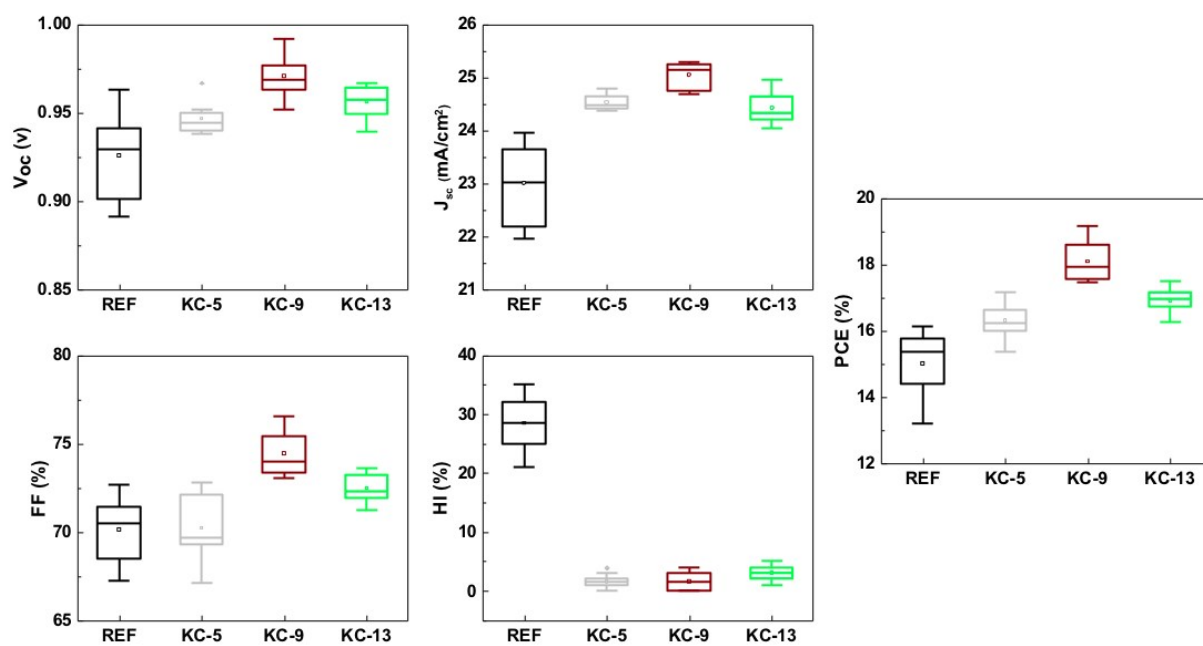 1.00
0.95
0.90
0.85
Voc (v)
REF KC-5 KC-9 KC-13
26
25
24
23
22
21
Jsc (mA/cm²)
REF KC-5 KC-9 KC-13
80
75
70
65
FF (%)
REF KC-5 KC-9 KC-13
40
30
20
10
0
HI (%)
REF KC-5 KC-9 KC-13
20
18
16
14
12
PCE (%)
REF KC-5 KC-9 KC-13